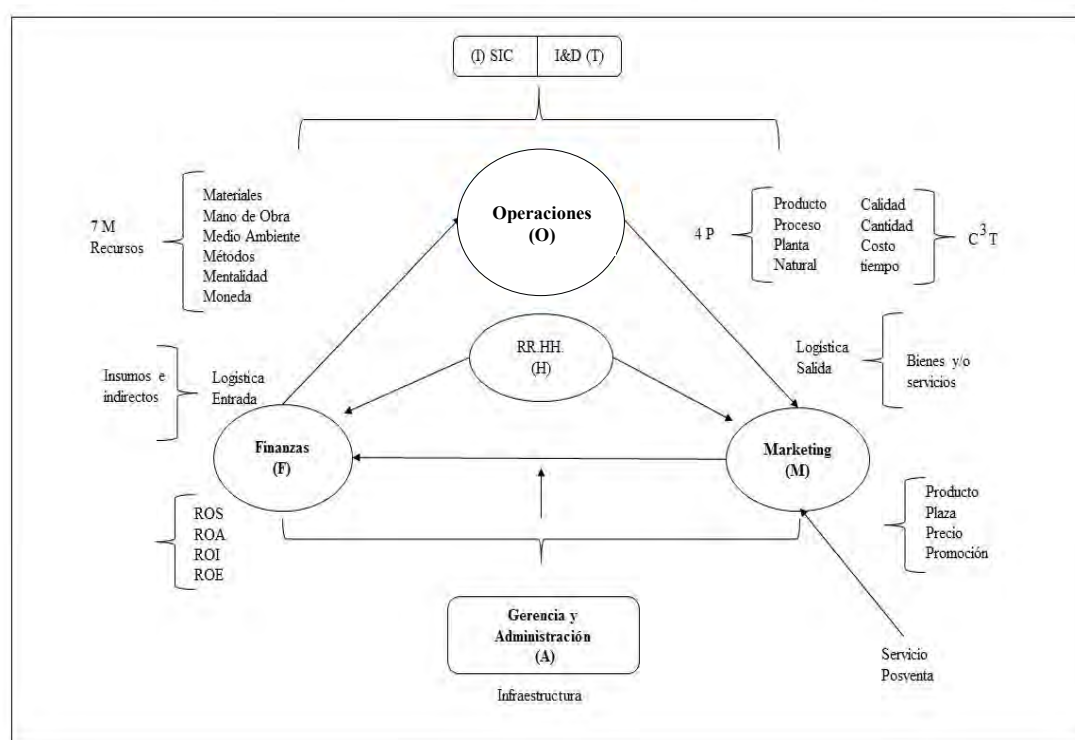 (I) SIC
I&D (T)
Operaciones
(O)
7 M
Recursos
Materiales
Mano de Obra
Medio Ambiente
Métodos
Mentalidad
Moneda
4 P
Producto
Proceso
Planta
Natural
Calidad
Cantidad
Costo
tiempo
C³T
RR.HH.
(H)
Insumos e
indirectos
Logística
Entrada
Logística
Salida
Bienes y/o
servicios
Finanzas
(F)
Marketing
(M)
ROS
ROA
ROI
ROE
Producto
Plaza
Precio
Promoción
Gerencia y
Administración
(A)
Infraestructura
Servicio
Posventa